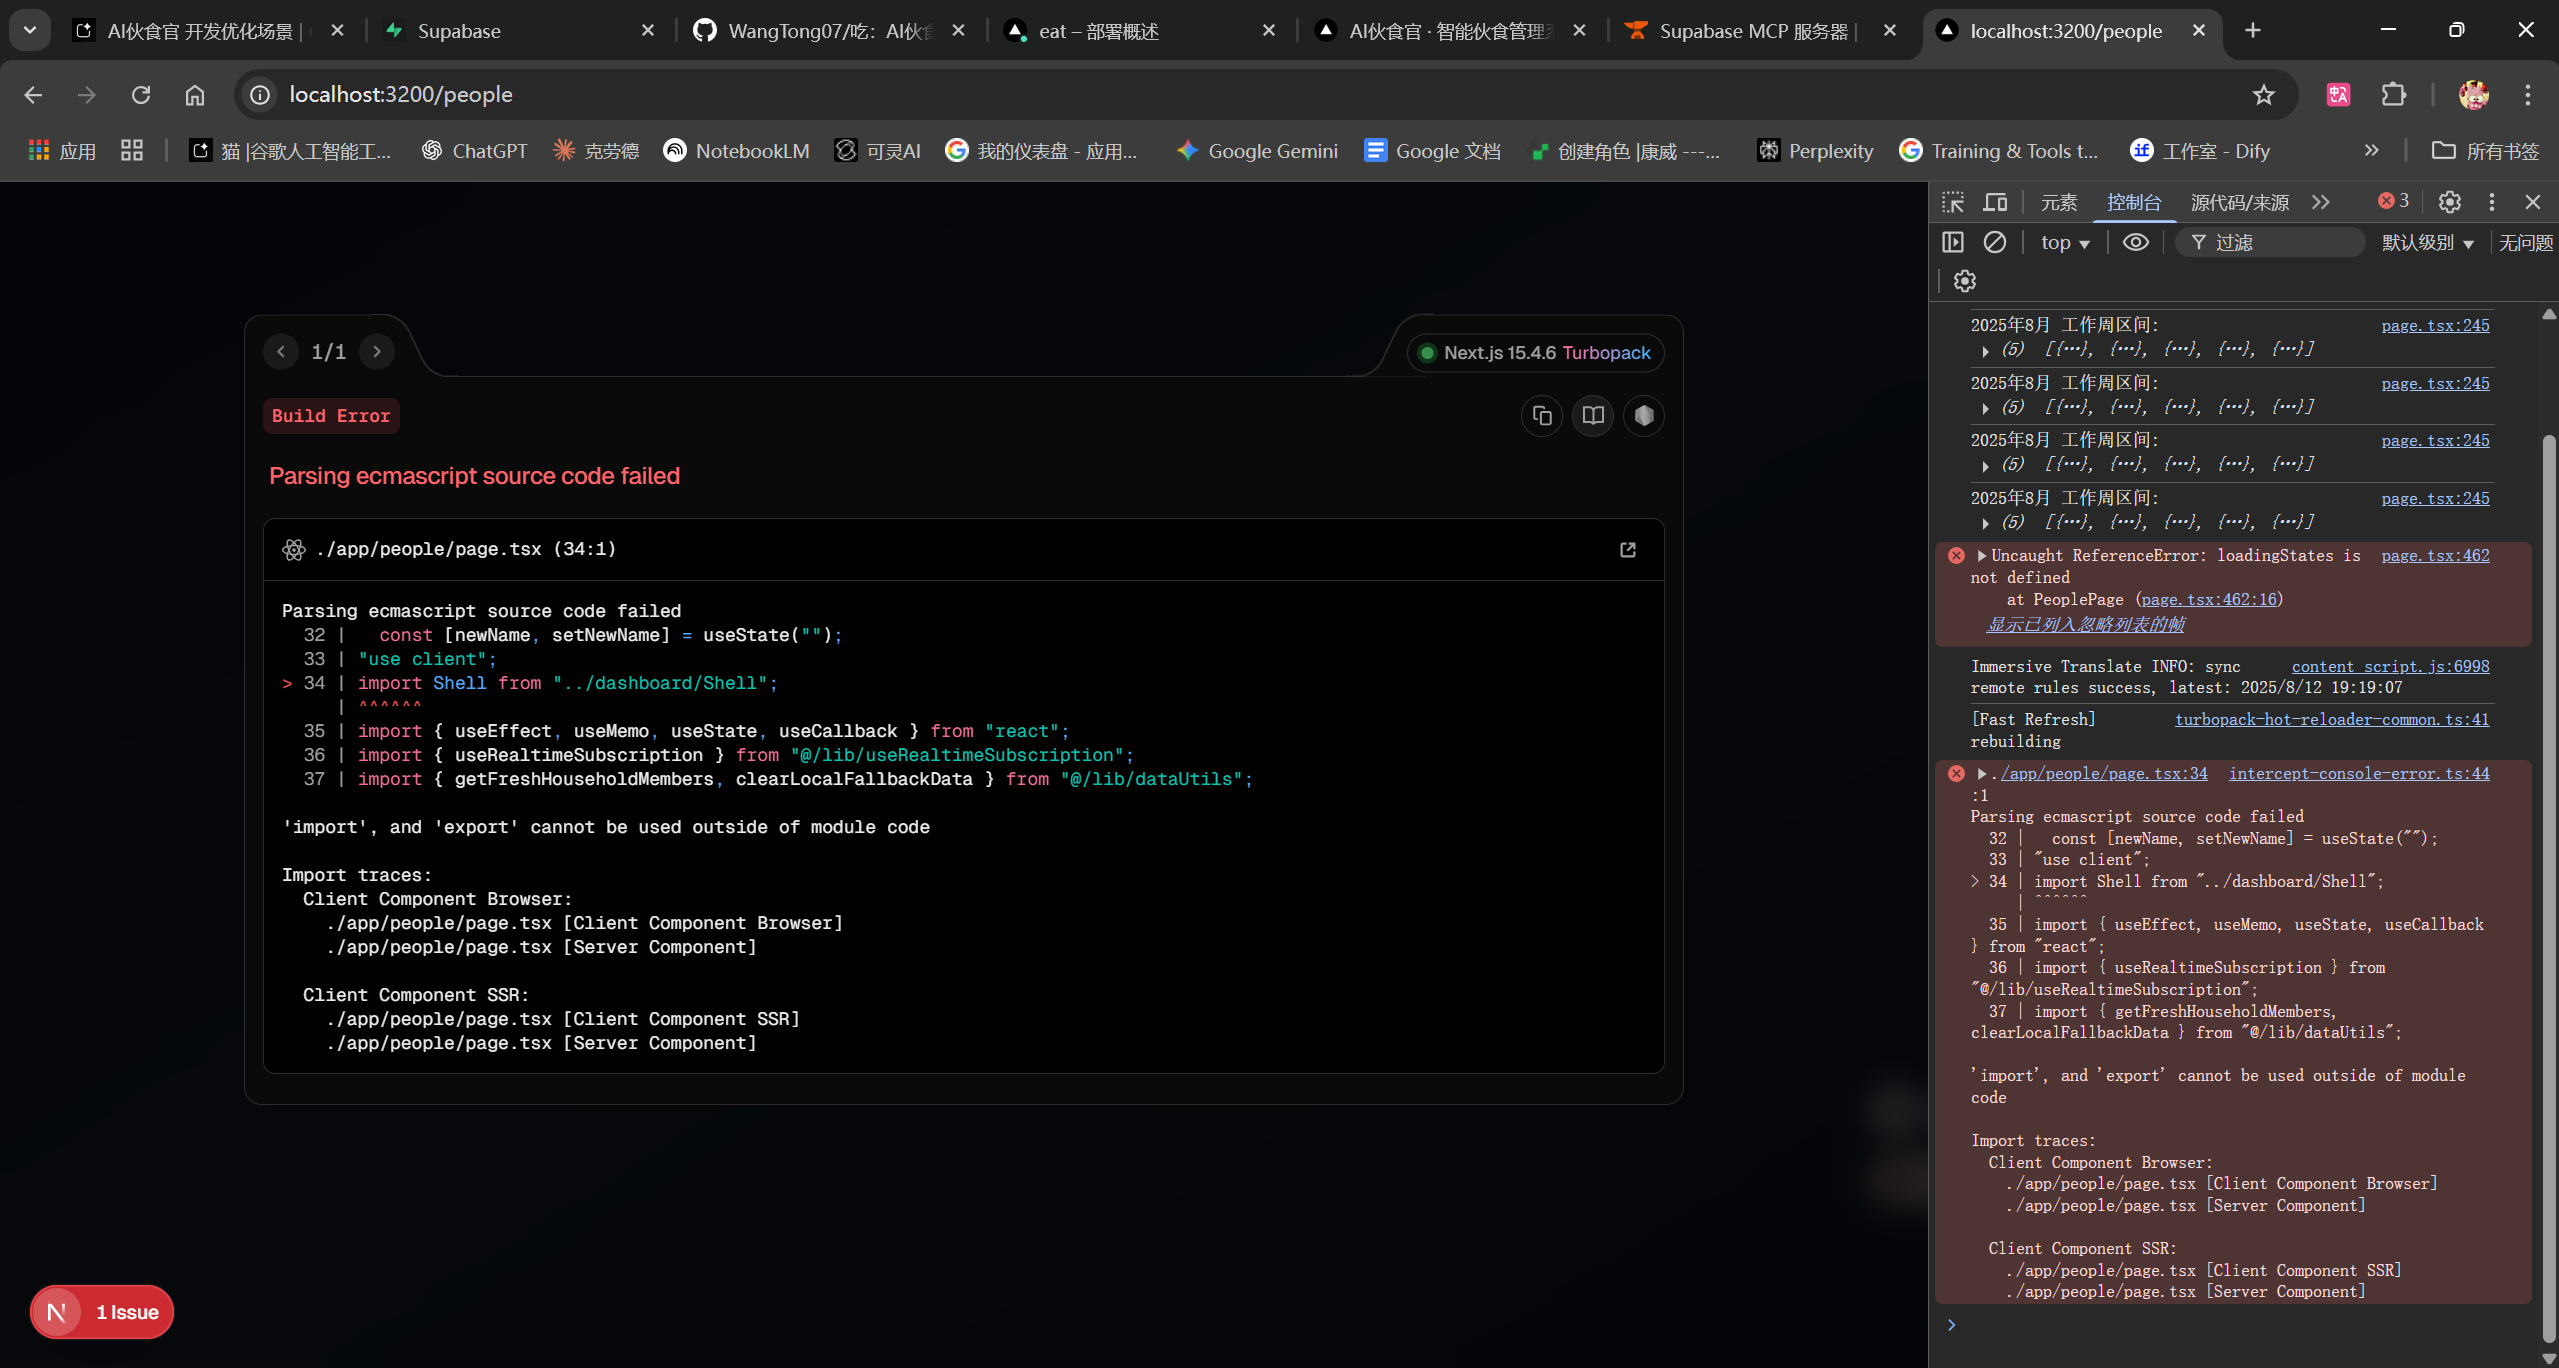 AI伙食官 开发优化场景 |
Supabase
WangTong07/吃：AI伙食
eat – 部署概述
AI伙食官 · 智能伙食管理系
Supabase MCP 服务器 |
localhost:3200/people
localhost:3200/people
应用
猫 |谷歌人工智能工...
ChatGPT
克劳德
NotebookLM
可灵AI
我的仪表盘 - 应用...
Google Gemini
Google 文档
创建角色 |康威 ---...
Perplexity
Training & Tools t...
工作室 - Dify
所有书签
1/1
Next.js 15.4.6 Turbopack
Build Error
Parsing ecmascript source code failed
./app/people/page.tsx (34:1)
Parsing ecmascript source code failed
32 |   const [newName, setNewName] = useState("");
33 | "use client";
> 34 | import Shell from "../dashboard/Shell";
| ^^^^^^
35 | import { useEffect, useMemo, useState, useCallback } from "react";
36 | import { useRealtimeSubscription } from "@/lib/useRealtimeSubscription";
37 | import { getFreshHouseholdMembers, clearLocalFallbackData } from "@/lib/dataUtils";
'import', and 'export' cannot be used outside of module code
Import traces:
Client Component Browser:
./app/people/page.tsx [Client Component Browser]
./app/people/page.tsx [Server Component]
Client Component SSR:
./app/people/page.tsx [Client Component SSR]
./app/people/page.tsx [Server Component]
N 1 Issue
元素
控制台
源代码/来源
3
top
过滤
默认级别
无问题
2025年8月 工作周区间: page.tsx:245
(5) [{…}, {…}, {…}, {…}, {…}]
2025年8月 工作周区间: page.tsx:245
(5) [{…}, {…}, {…}, {…}, {…}]
2025年8月 工作周区间: page.tsx:245
(5) [{…}, {…}, {…}, {…}, {…}]
2025年8月 工作周区间: page.tsx:245
(5) [{…}, {…}, {…}, {…}, {…}]
Uncaught ReferenceError: loadingStates is page.tsx:462
not defined
at PeoplePage (page.tsx:462:16)
显示已列入忽略列表的帧
Immersive Translate INFO: sync content_script.js:6998
remote rules success, latest: 2025/8/12 19:19:07
[Fast Refresh] turbopack-hot-reloader-common.ts:41
rebuilding
./app/people/page.tsx:34 intercept-console-error.ts:44
:1
Parsing ecmascript source code failed
32 |   const [newName, setNewName] = useState("");
33 | "use client";
> 34 | import Shell from "../dashboard/Shell";
| ^^^^^^
35 | import { useEffect, useMemo, useState, useCallback
} from "react";
36 | import { useRealtimeSubscription } from
"@/lib/useRealtimeSubscription";
37 | import { getFreshHouseholdMembers,
clearLocalFallbackData } from "@/lib/dataUtils";
'import', and 'export' cannot be used outside of module
code
Import traces:
Client Component Browser:
./app/people/page.tsx [Client Component Browser]
./app/people/page.tsx [Server Component]
Client Component SSR:
./app/people/page.tsx [Client Component SSR]
./app/people/page.tsx [Server Component]